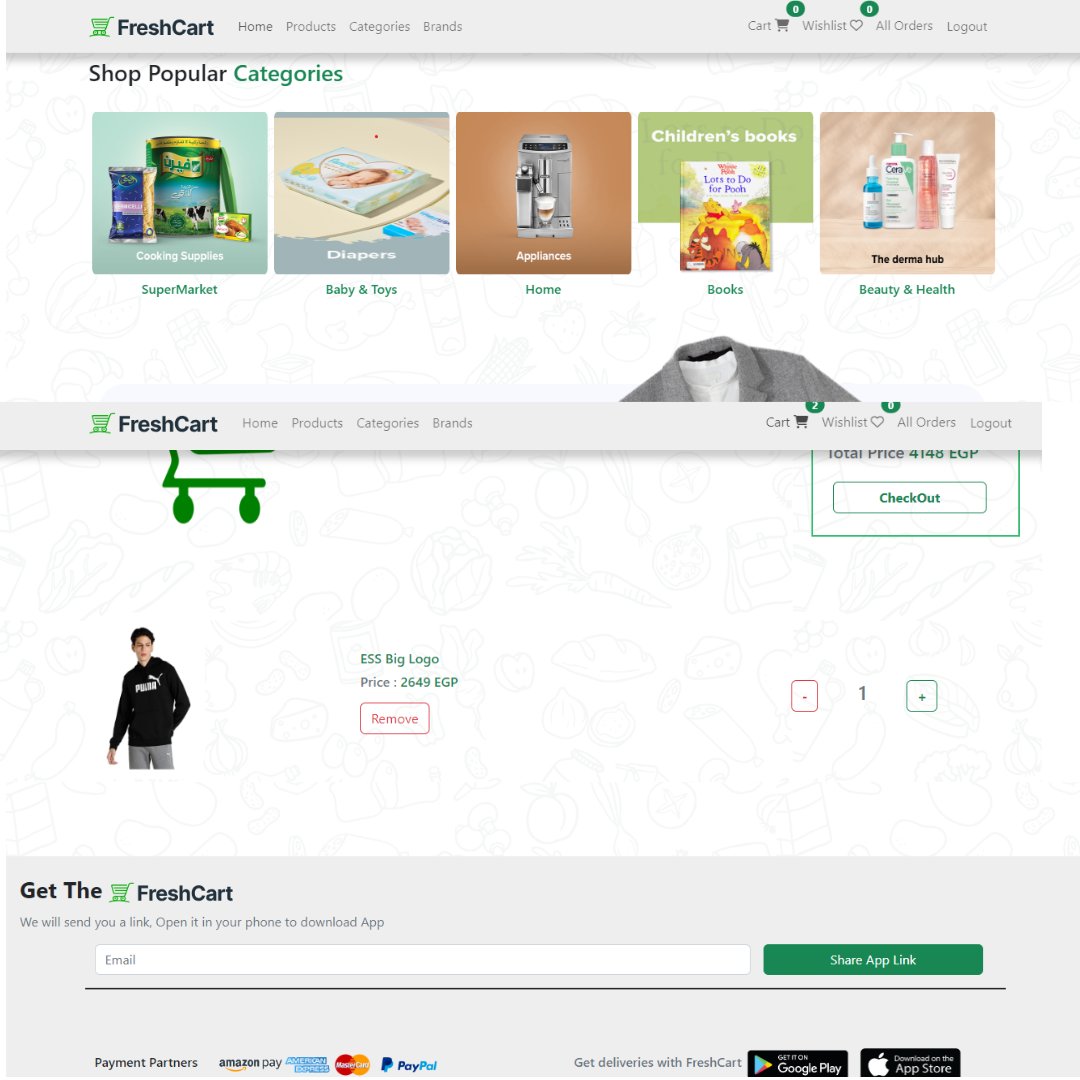 FreshCart Home Products Categories Brands Cart 0 Wishlist 0 All Orders Logout
Shop Popular Categories
Children's books
Winnie the Pooh
Lots to Do
for Pooh
CeraVe
VERMICELLI
Cooking Supplies
Diapers
Appliances
The derma hub
SuperMarket
Baby & Toys
Home
Books
Beauty & Health
FreshCart Home Products Categories Brands Cart 2 Wishlist 0 All Orders Logout
Total Price 4148 EGP
CheckOut
PUMA
ESS Big Logo
Price : 2649 EGP
Remove
- 1 +
Get The FreshCart
We will send you a link, Open it in your phone to download App
Email
Share App Link
Payment Partners amazon pay AMERICAN EXPRESS MasterCard PayPal
Get deliveries with FreshCart GET IT ON Google Play Download on the App Store